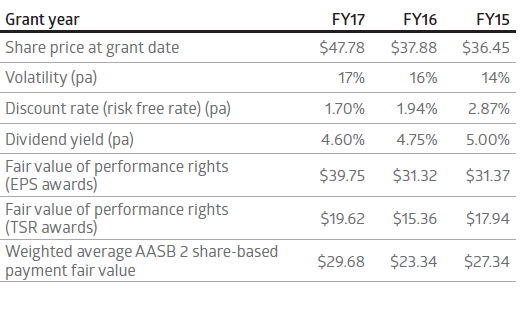 Grant year FY17 FY16 FY15
Share price at grant date $47.78 $37.88 $36.45
Volatility (pa) 17% 16% 14%
Discount rate (risk free rate) (pa) 1.70% 1.94% 2.87%
Dividend yield (pa) 4.60% 4.75% 5.00%
Fair value of performance rights
(EPS awards) $39.75 $31.32 $31.37
Fair value of performance rights
(TSR awards) $19.62 $15.36 $17.94
Weighted average AASB 2 share-based
payment fair value $29.68 $23.34 $27.34